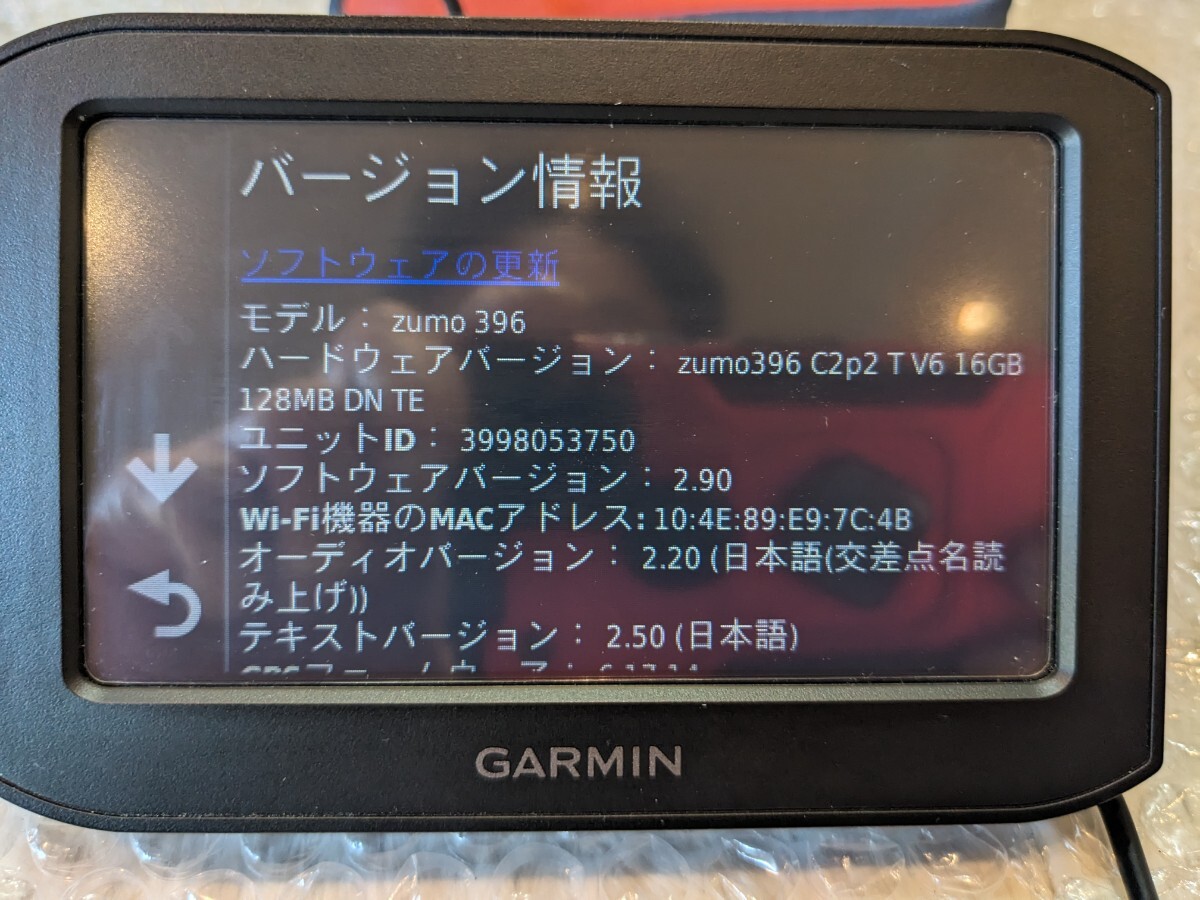 バージョン情報
ソフトウェアの更新
モデル： zumo 396
ハードウェアバージョン： zumo396 C2p2 T V6 16GB
128MB DN TE
ユニットID： 3998053750
ソフトウェアバージョン： 2.90
Wi-Fi機器のMACアドレス: 10:4E:89:E9:7C:4B
オーディオバージョン： 2.20 (日本語(交差点名読
み上げ))
テキストバージョン： 2.50 (日本語)
GARMIN